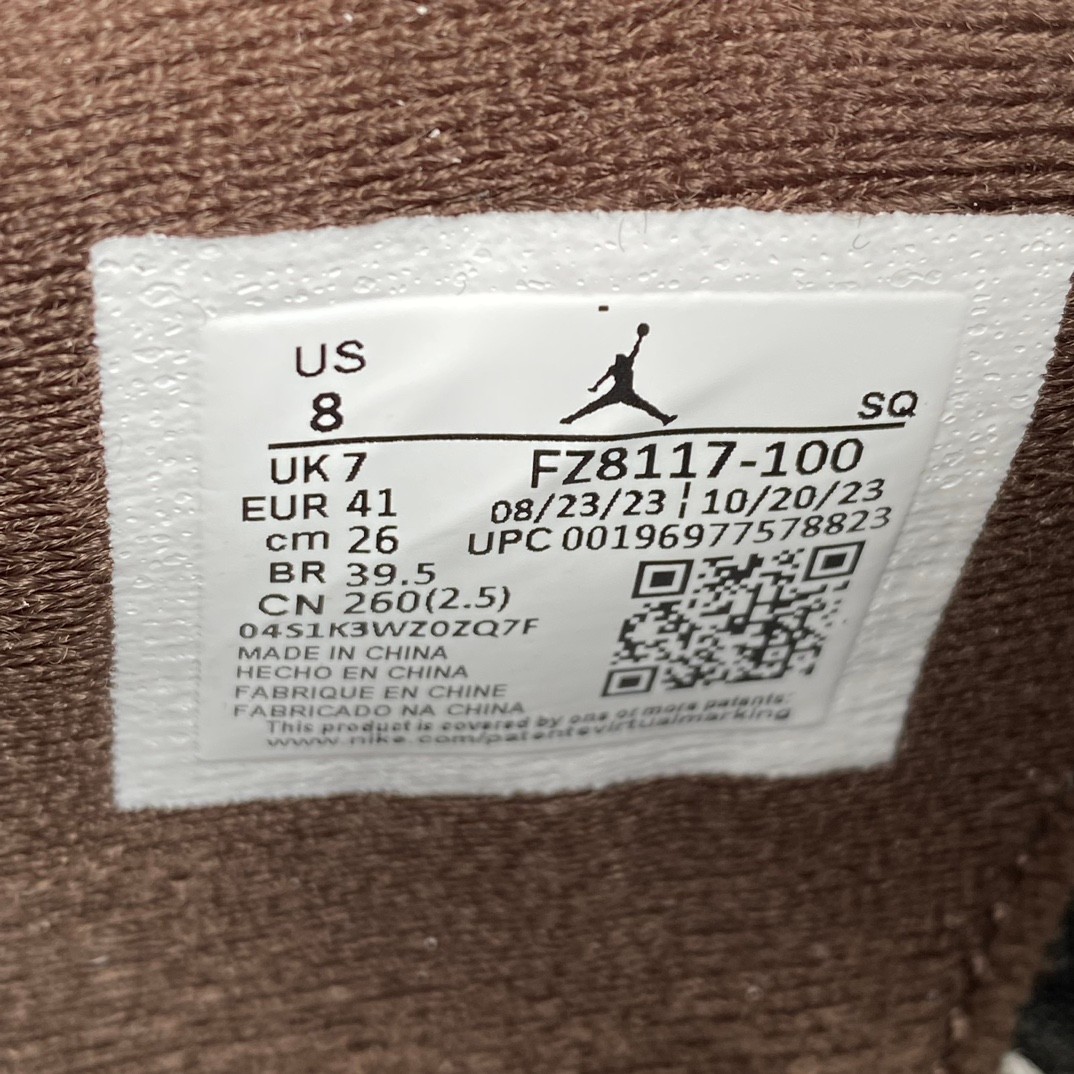 US
8
SQ
UK 7
FZ8117-100
EUR 41
08/23/23 ¦ 10/20/23
cm 26
UPC 00196977578823
BR 39.5
CN 260(2.5)
04S1K3WZ0ZQ7F
MADE IN CHINA
HECHO EN CHINA
FABRIQUE EN CHINE
FABRICADO NA CHINA
This product is covered by one or more patents:
www.nike.com/patentsvirtualmarking